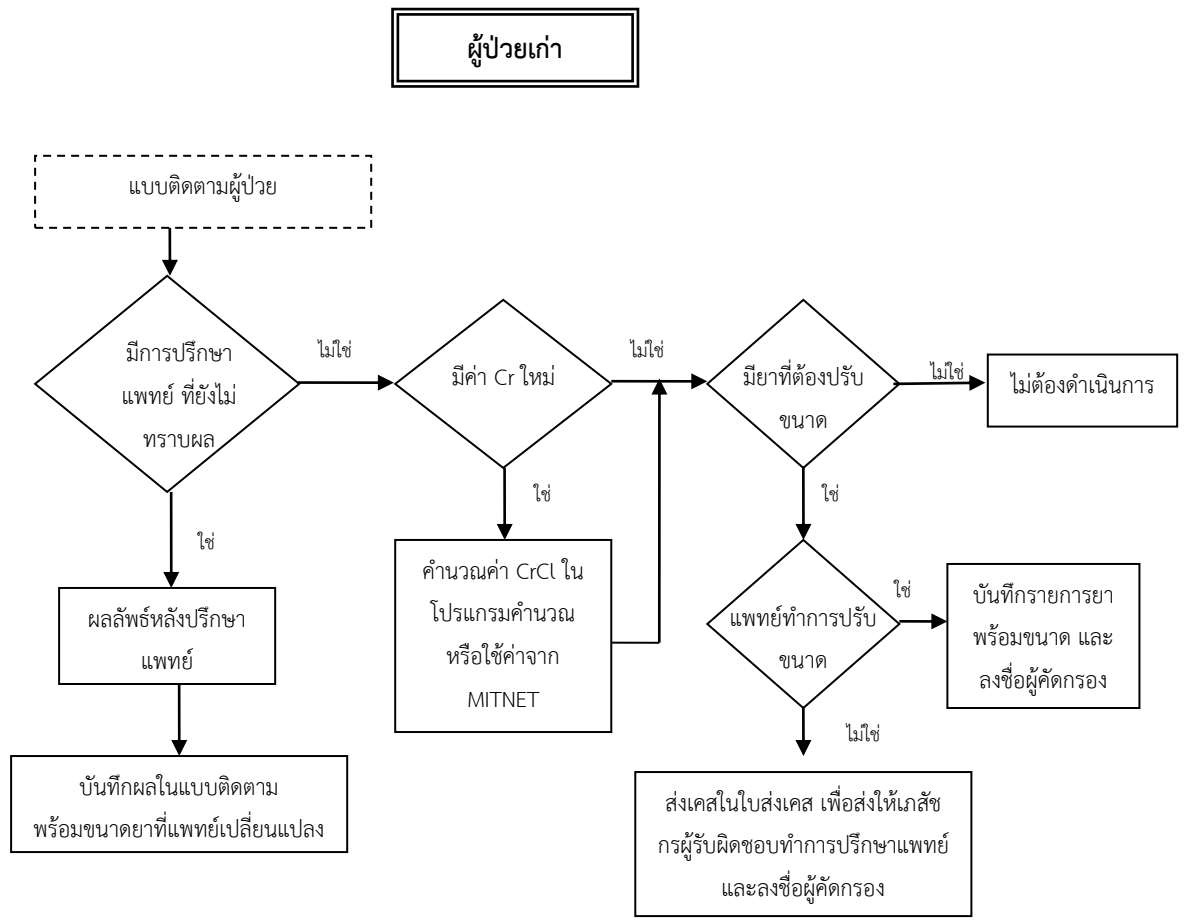 ผู้ป่วยเก่า
แบบติดตามผู้ป่วย
มีการปรึกษา
แพทย์ ที่ยังไม่
ทราบผล
ไม่ใช่
มีค่า Cr ใหม่
ไม่ใช่
มียาที่ต้องปรับ
ขนาด
ไม่ใช่
ไม่ต้องดำเนินการ
ใช่
ใช่
ใช่
ผลลัพธ์หลังปรึกษา
แพทย์
คำนวณค่า CrCl ใน
โปรแกรมคำนวณ
หรือใช้ค่าจาก
MITNET
แพทย์ทำการปรับ
ขนาด
ใช่
บันทึกรายการยา
พร้อมขนาด และ
ลงชื่อผู้คัดกรอง
ไม่ใช่
บันทึกผลในแบบติดตาม
พร้อมขนาดยาที่แพทย์เปลี่ยนแปลง
ส่งเคสในใบส่งเคส เพื่อส่งให้เภสัช
กรผู้รับผิดชอบทำการปรึกษาแพทย์
และลงชื่อผู้คัดกรอง